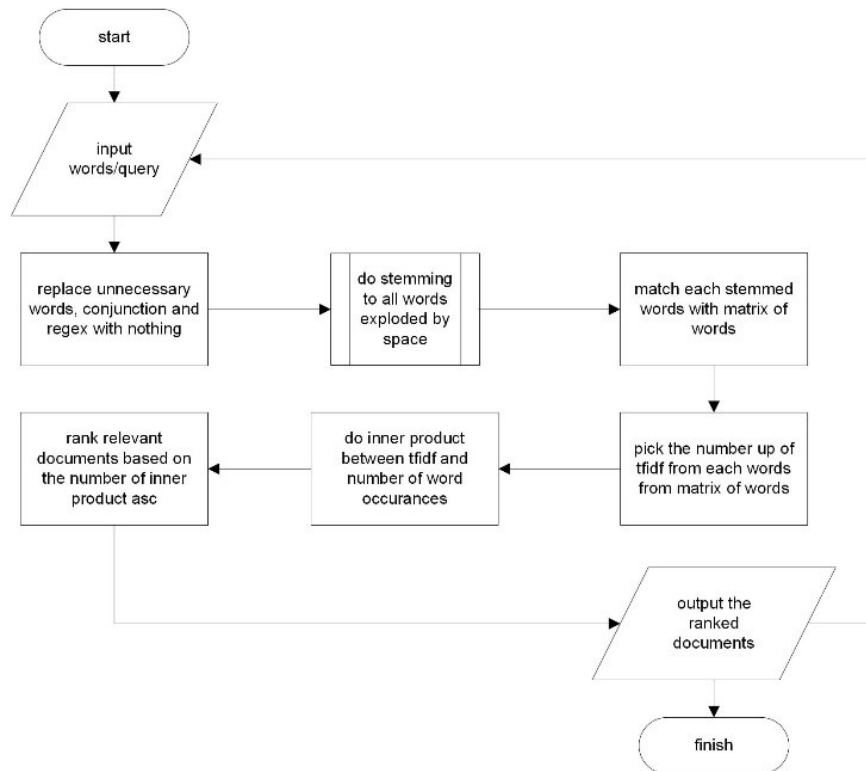 start
input
words/query
replace unnecessary
words, conjunction and
regex with nothing
do stemming
to all words
exploded by
space
match each stemmed
words with matrix of
words
pick the number up of
tfidf from each words
from matrix of words
do inner product
between tfidf and
number of word
occurances
rank relevant
documents based on
the number of inner
product asc
output the
ranked
documents
finish